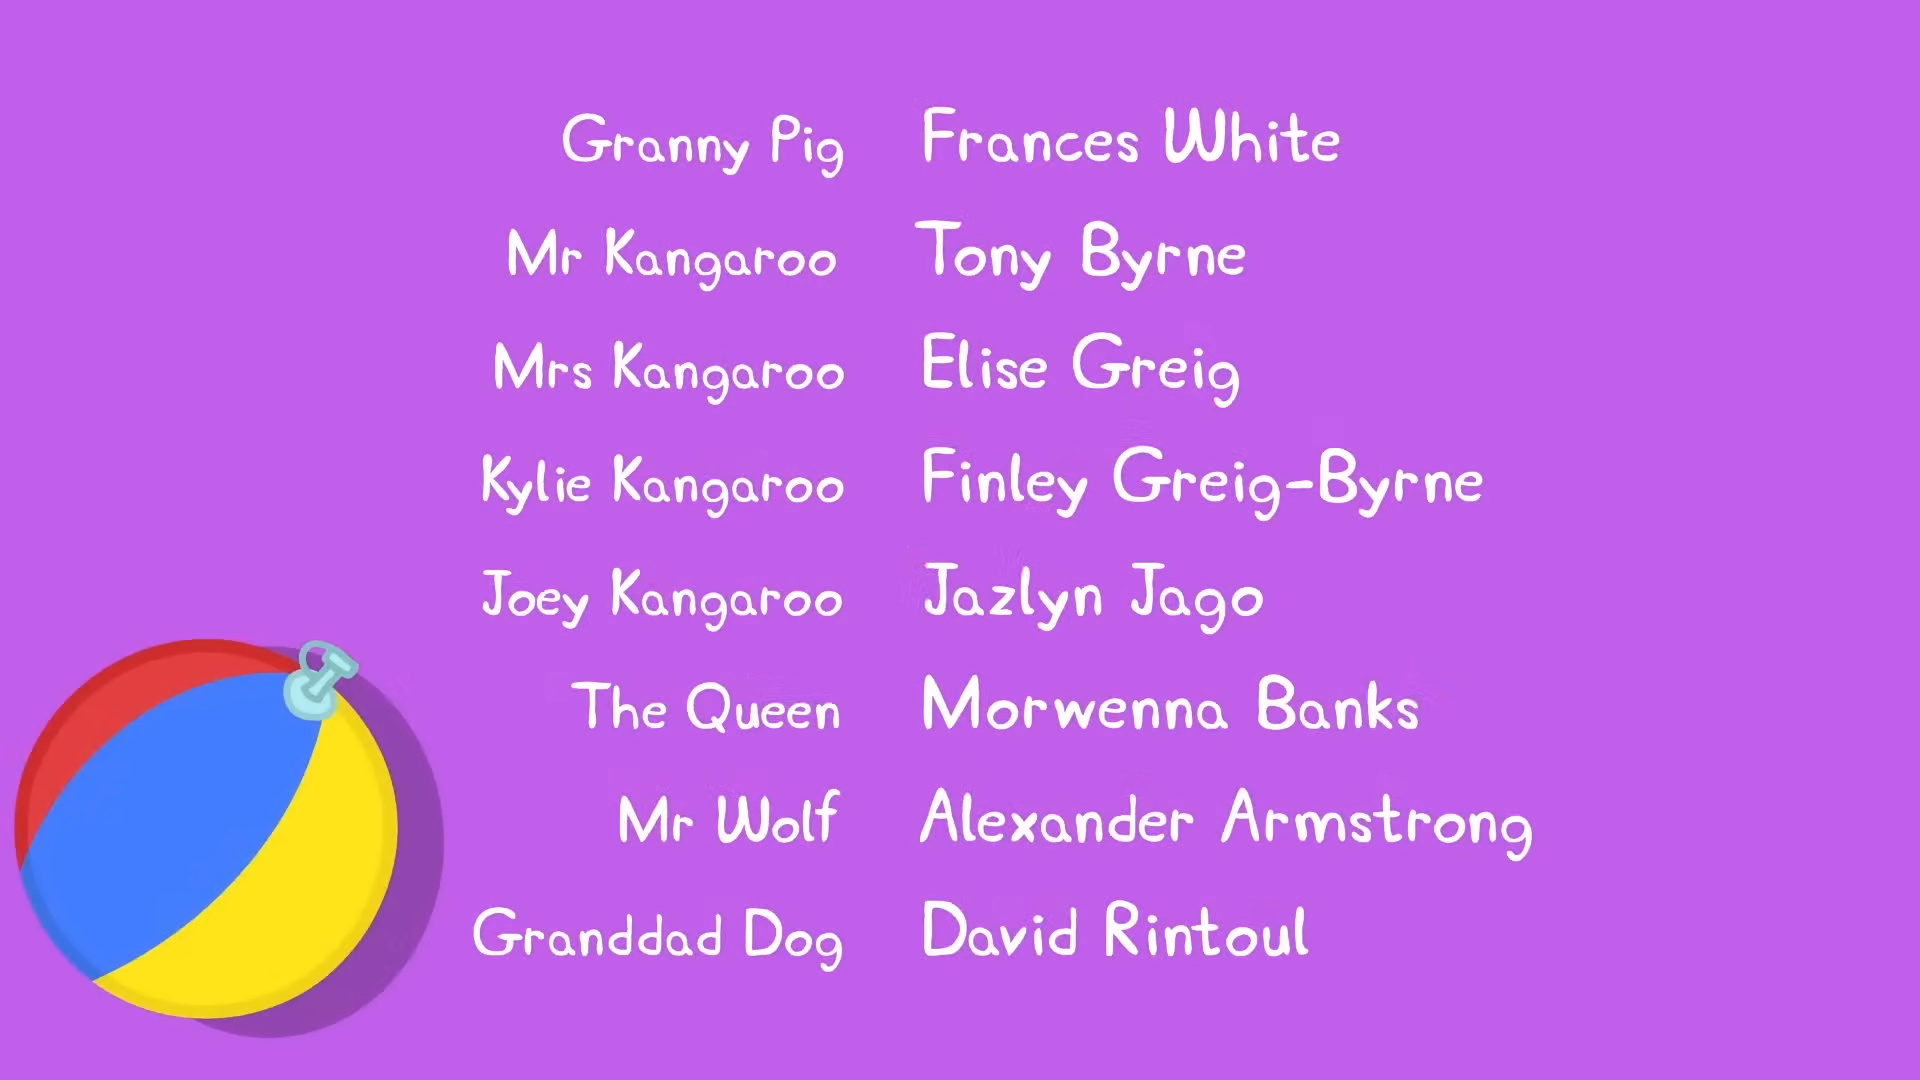 Granny Pig Frances White
Mr Kangaroo Tony Byrne
Mrs Kangaroo Elise Greig
Kylie Kangaroo Finley Greig-Byrne
Joey Kangaroo Jazlyn Jago
The Queen Morwenna Banks
Mr Wolf Alexander Armstrong
Granddad Dog David Rintoul